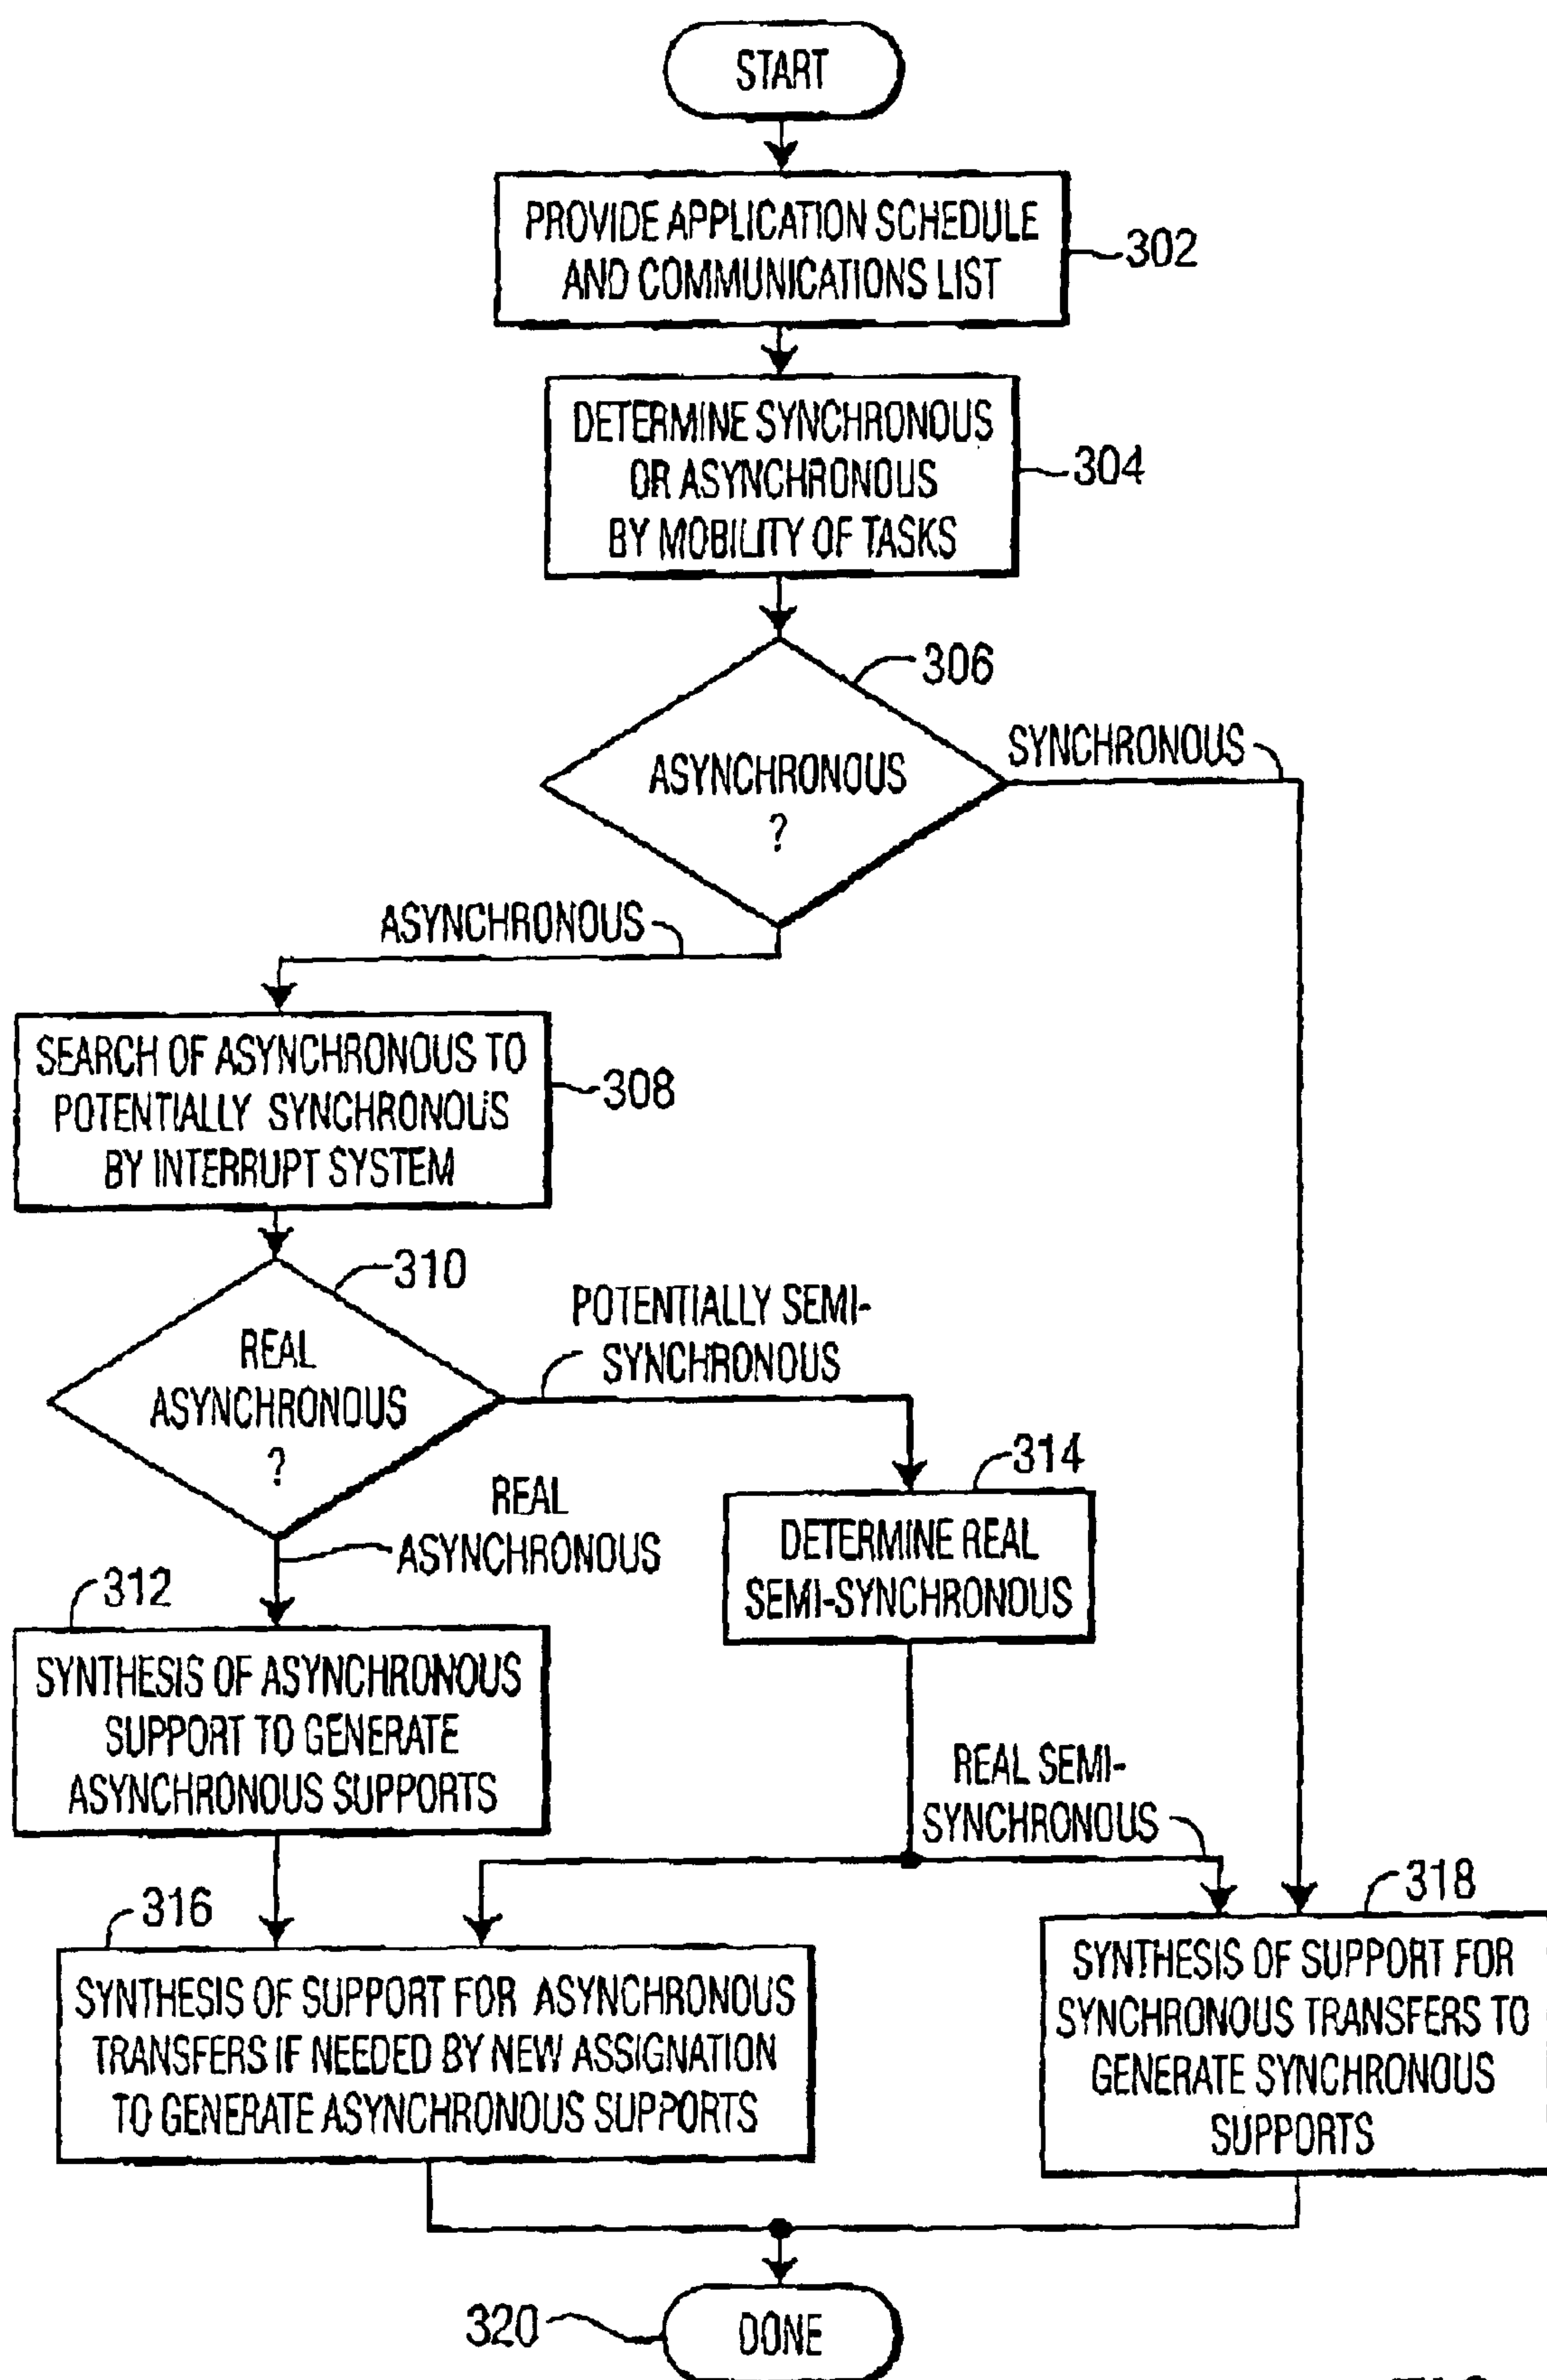 START
PROVIDE APPLICATION SCHEDULE
AND COMMUNICATIONS LIST
302
DETERMINE SYNCHRONOUS
OR ASYNCHRONOUS
BY MOBILITY OF TASKS
304
306
ASYNCHRONOUS
?
SYNCHRONOUS
ASYNCHRONOUS
SEARCH OF ASYNCHRONOUS TO
POTENTIALLY SYNCHRONOUS
BY INTERRUPT SYSTEM
308
310
REAL
ASYNCHRONOUS
?
POTENTIALLY SEMI-
SYNCHRONOUS
REAL
ASYNCHRONOUS
314
DETERMINE REAL
SEMI-SYNCHRONOUS
312
SYNTHESIS OF ASYNCHRONOUS
SUPPORT TO GENERATE
ASYNCHRONOUS SUPPORTS
REAL SEMI-
SYNCHRONOUS
316
SYNTHESIS OF SUPPORT FOR ASYNCHRONOUS
TRANSFERS IF NEEDED BY NEW ASSIGNATION
TO GENERATE ASYNCHRONOUS SUPPORTS
318
SYNTHESIS OF SUPPORT FOR
SYNCHRONOUS TRANSFERS TO
GENERATE SYNCHRONOUS
SUPPORTS
320
DONE